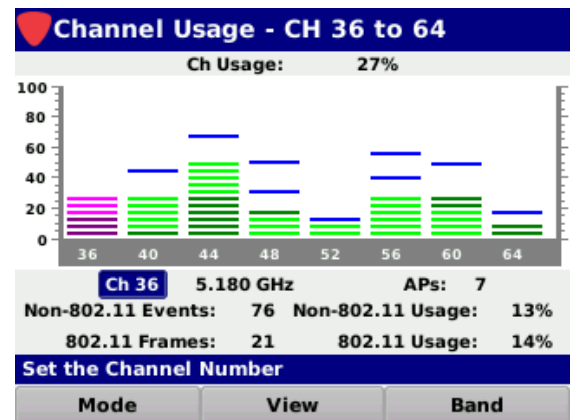 Channel Usage - CH 36 to 64
Ch Usage: 27%
100
80
60
40
20
0
36 40 44 48 52 56 60 64
Ch 36 5.180 GHz APs: 7
Non-802.11 Events: 76 Non-802.11 Usage: 13%
802.11 Frames: 21 802.11 Usage: 14%
Set the Channel Number
Mode View Band